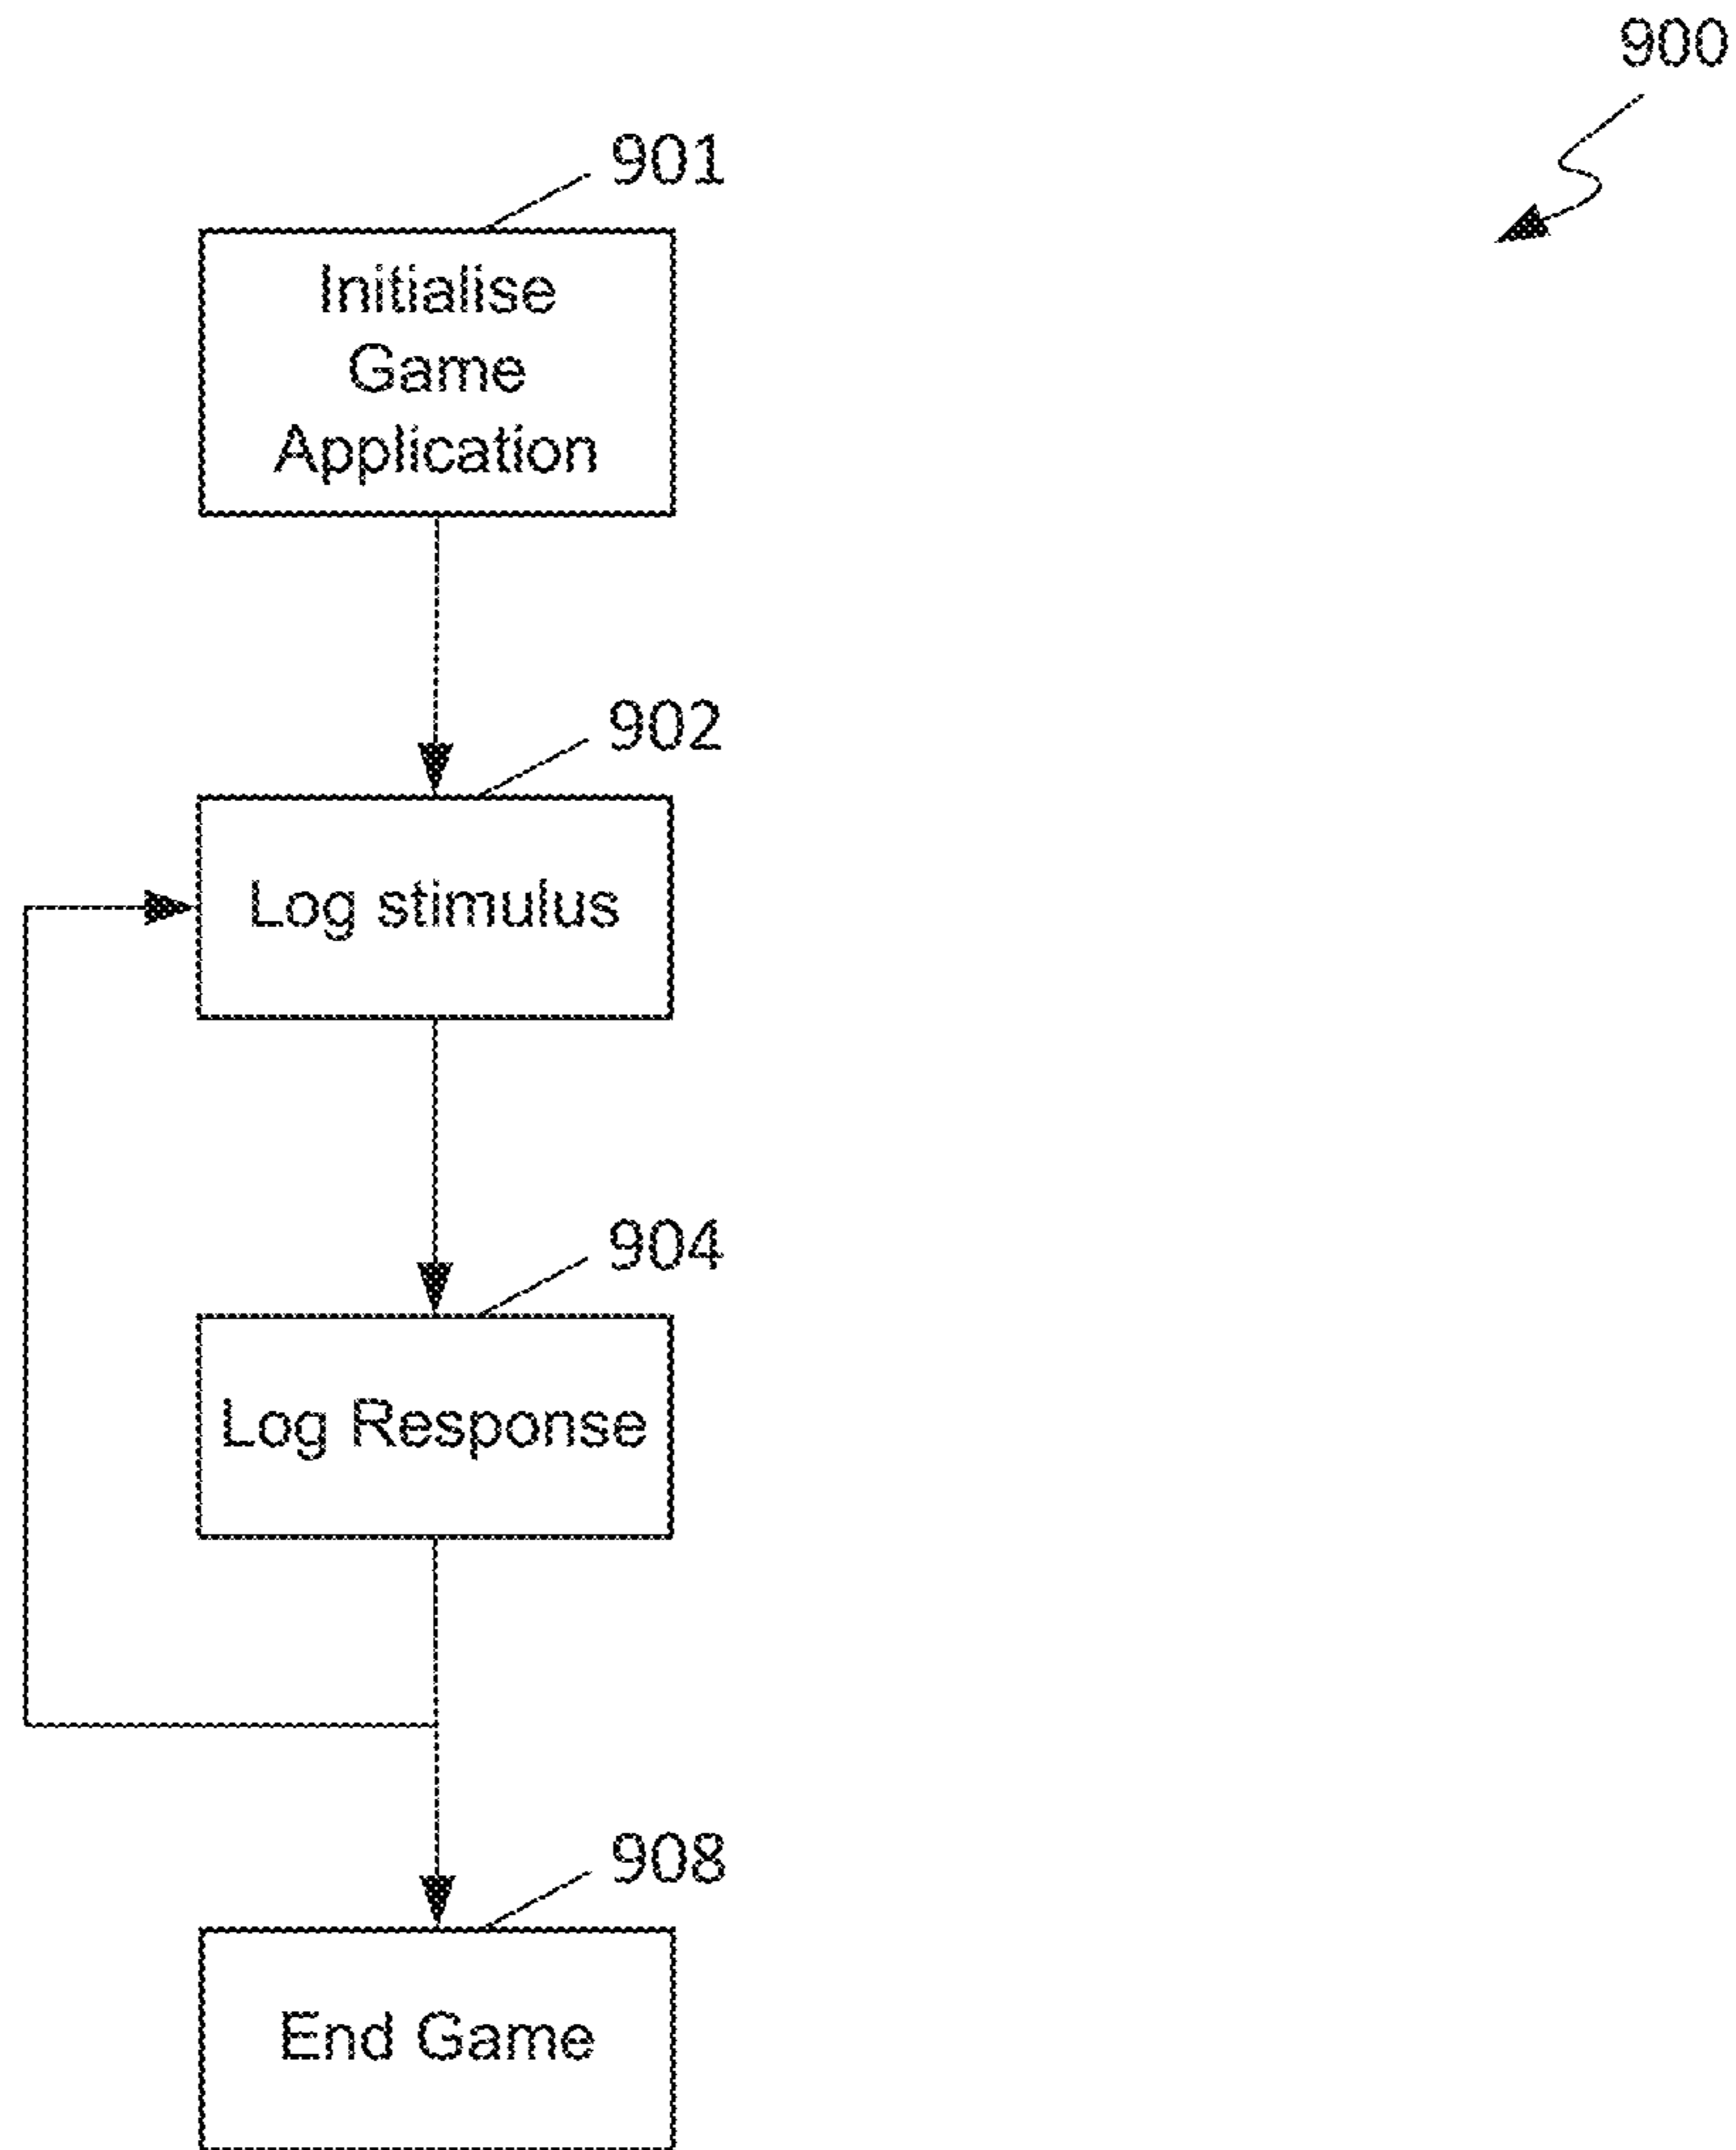 900
901
Initialise
Game
Application
902
Log stimulus
904
Log Response
908
End Game